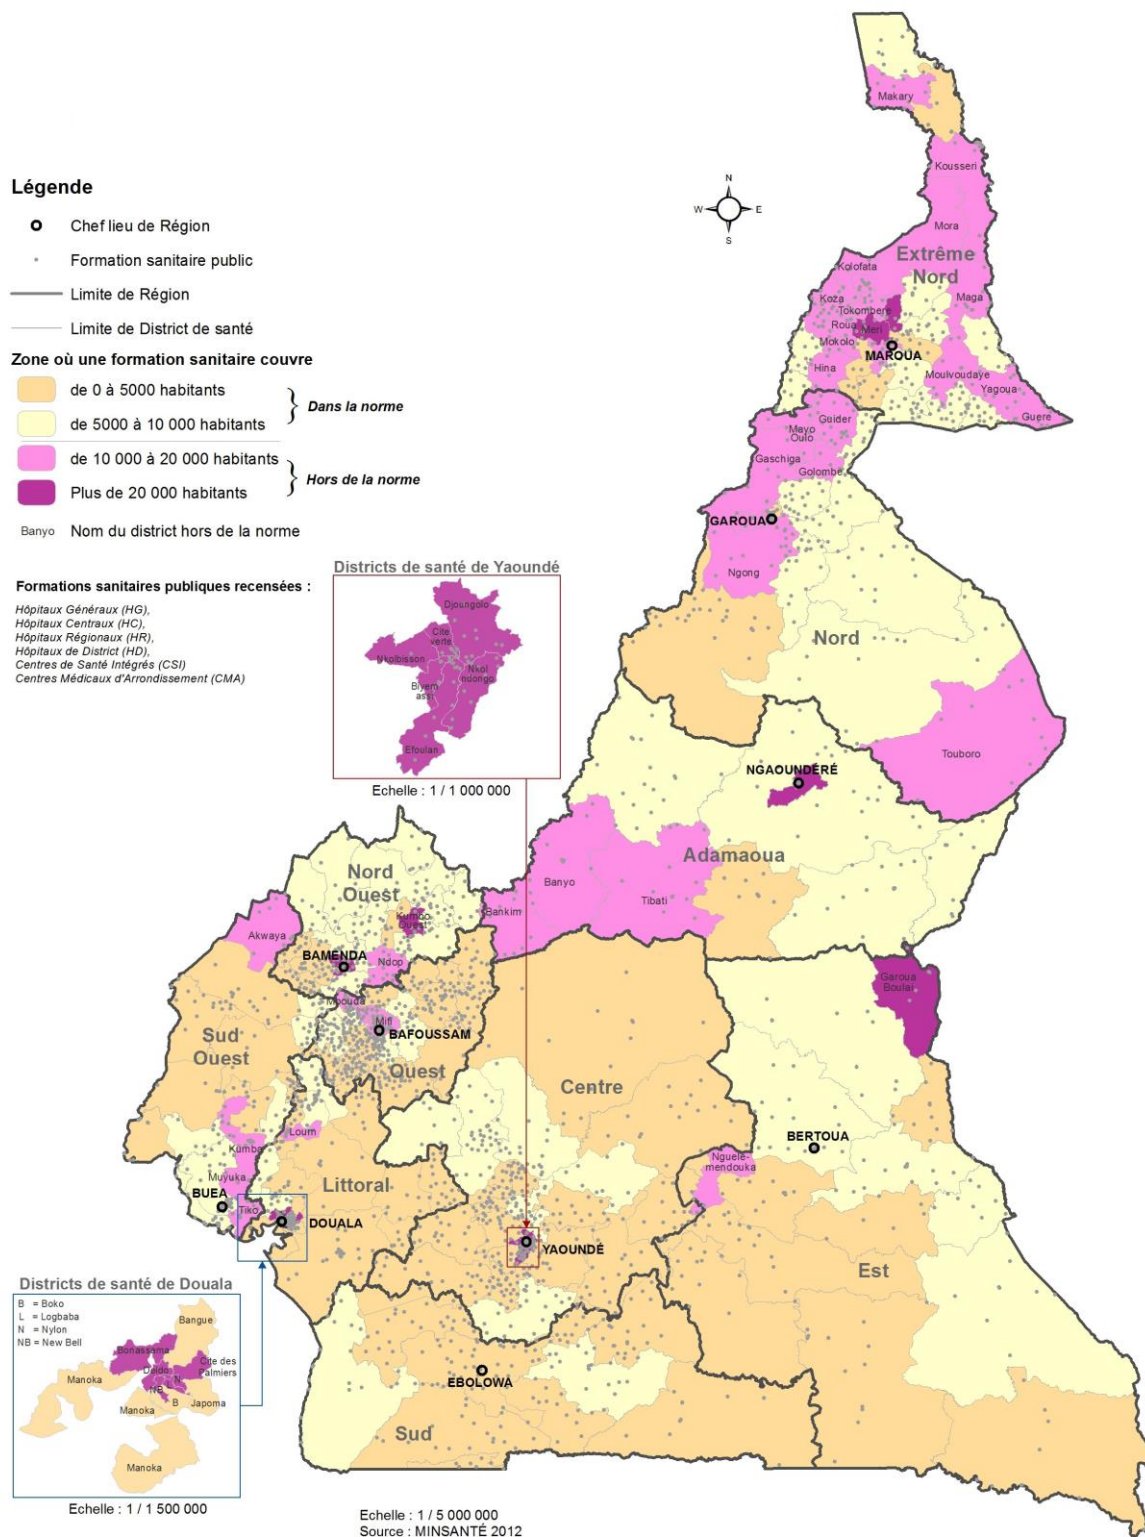 Légende
Chef lieu de Région
Formation sanitaire public
Limite de Région
Limite de District de santé
Zone où une formation sanitaire couvre
de 0 à 5000 habitants
de 5000 à 10 000 habitants
Dans la norme
de 10 000 à 20 000 habitants
Plus de 20 000 habitants
Hors de la norme
Banyo Nom du district hors de la norme
Formations sanitaires publiques recensées :
Hôpitaux Généraux (HG),
Hôpitaux Centraux (HC),
Hôpitaux Régionaux (HR),
Hôpitaux de District (HD),
Centres de Santé Intégrés (CSI)
Centres Médicaux d'Arrondissement (CMA)
N
W E
S
Makary
Kousseri
Mora
Extrême
Nord
Kolofata
Koza
Maga
Tokombere
Roua
Meri
Mokolo
MAROUA
Hina
Moulvoudaye
Yagoua
Guere
Guider
Mayo
Oulo
Gaschiga
Golombe
GAROUA
Ngong
Nord
Touboro
NGAOUNDÉRÉ
Adamaoua
Banyo
Tibati
Bankim
Districts de santé de Yaoundé
Djoungolo
Cite
verte
Nkolbisson
Nkol
ndongo
Biyem
assi
Efoulan
Echelle : 1 / 1 000 000
Nord
Ouest
Kumbo
Ouest
Akwaya
BAMENDA
Ndop
Mbouda
Mifi
BAFOUSSAM
Sud
Ouest
Ouest
Centre
Garoua
Boulai
BERTOUA
Nguele-
mendouka
Loum
Kumba
Muyuka
Littoral
BUEA
Tiko
DOUALA
YAOUNDÉ
Est
EBOLOWA
Sud
Districts de santé de Douala
B = Boko
L = Logbaba
N = Nylon
NB = New Bell
Bangue
Bonassama
Deido
Cite des
Palmiers
L
N
NB
Manoka
Manoka
B
Japoma
Manoka
Echelle : 1 / 1 500 000
Echelle : 1 / 5 000 000
Source : MINSANTÉ 2012